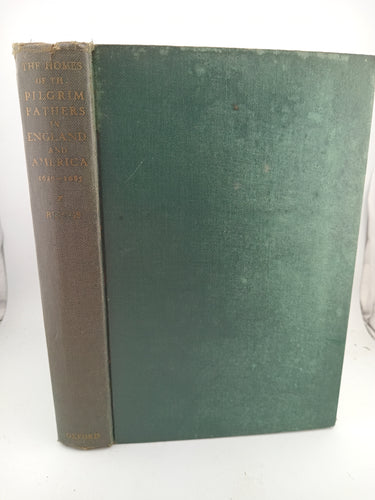 THE HOMES
OF THE
PILGRIM
FATHERS
IN
ENGLAND
AND
AMERICA
1620-1685
OXFORD